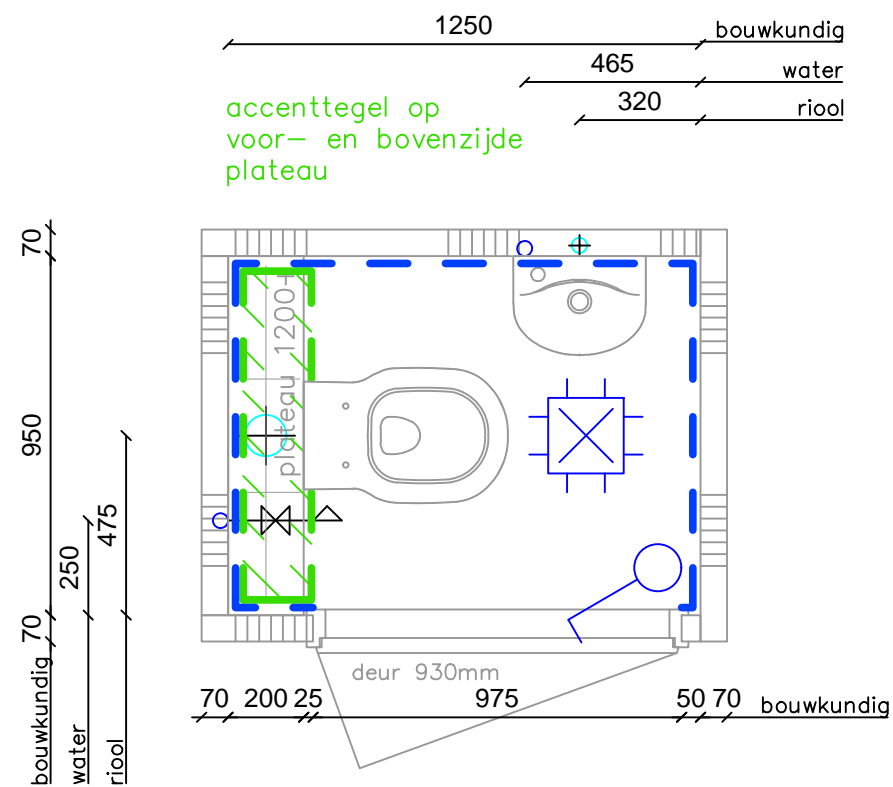 1250
bouwkundig
465
water
320
riool
accenttegel op
voor– en bovenzijde
plateau
70
950
475
250
70
bouwkundig
water
riool
plateau 1200+
deur 930mm
70 200 25 975 50 70 bouwkundig